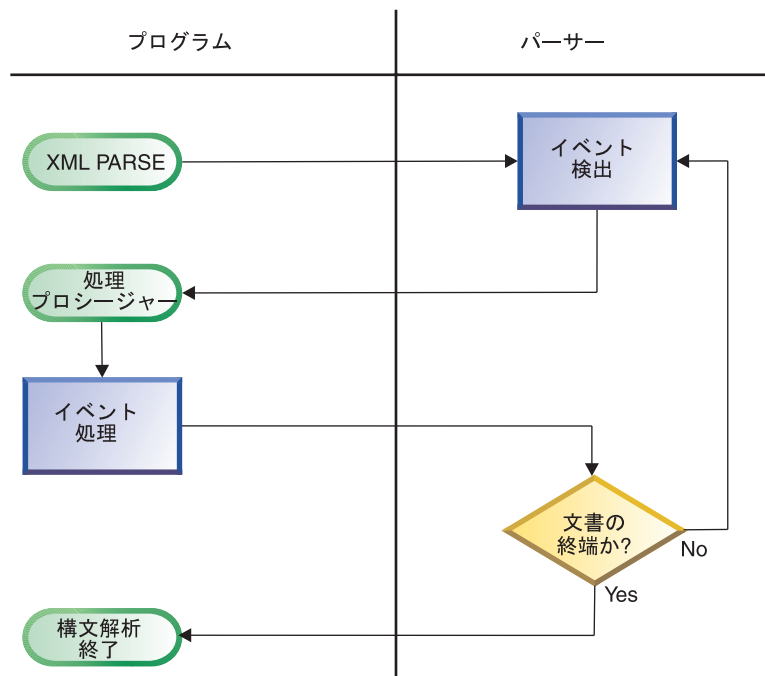 プログラム
パーサー
XML PARSE
イベント
検出
処理
プロシージャー
イベント
処理
文書の
終端か?
No
Yes
構文解析
終了